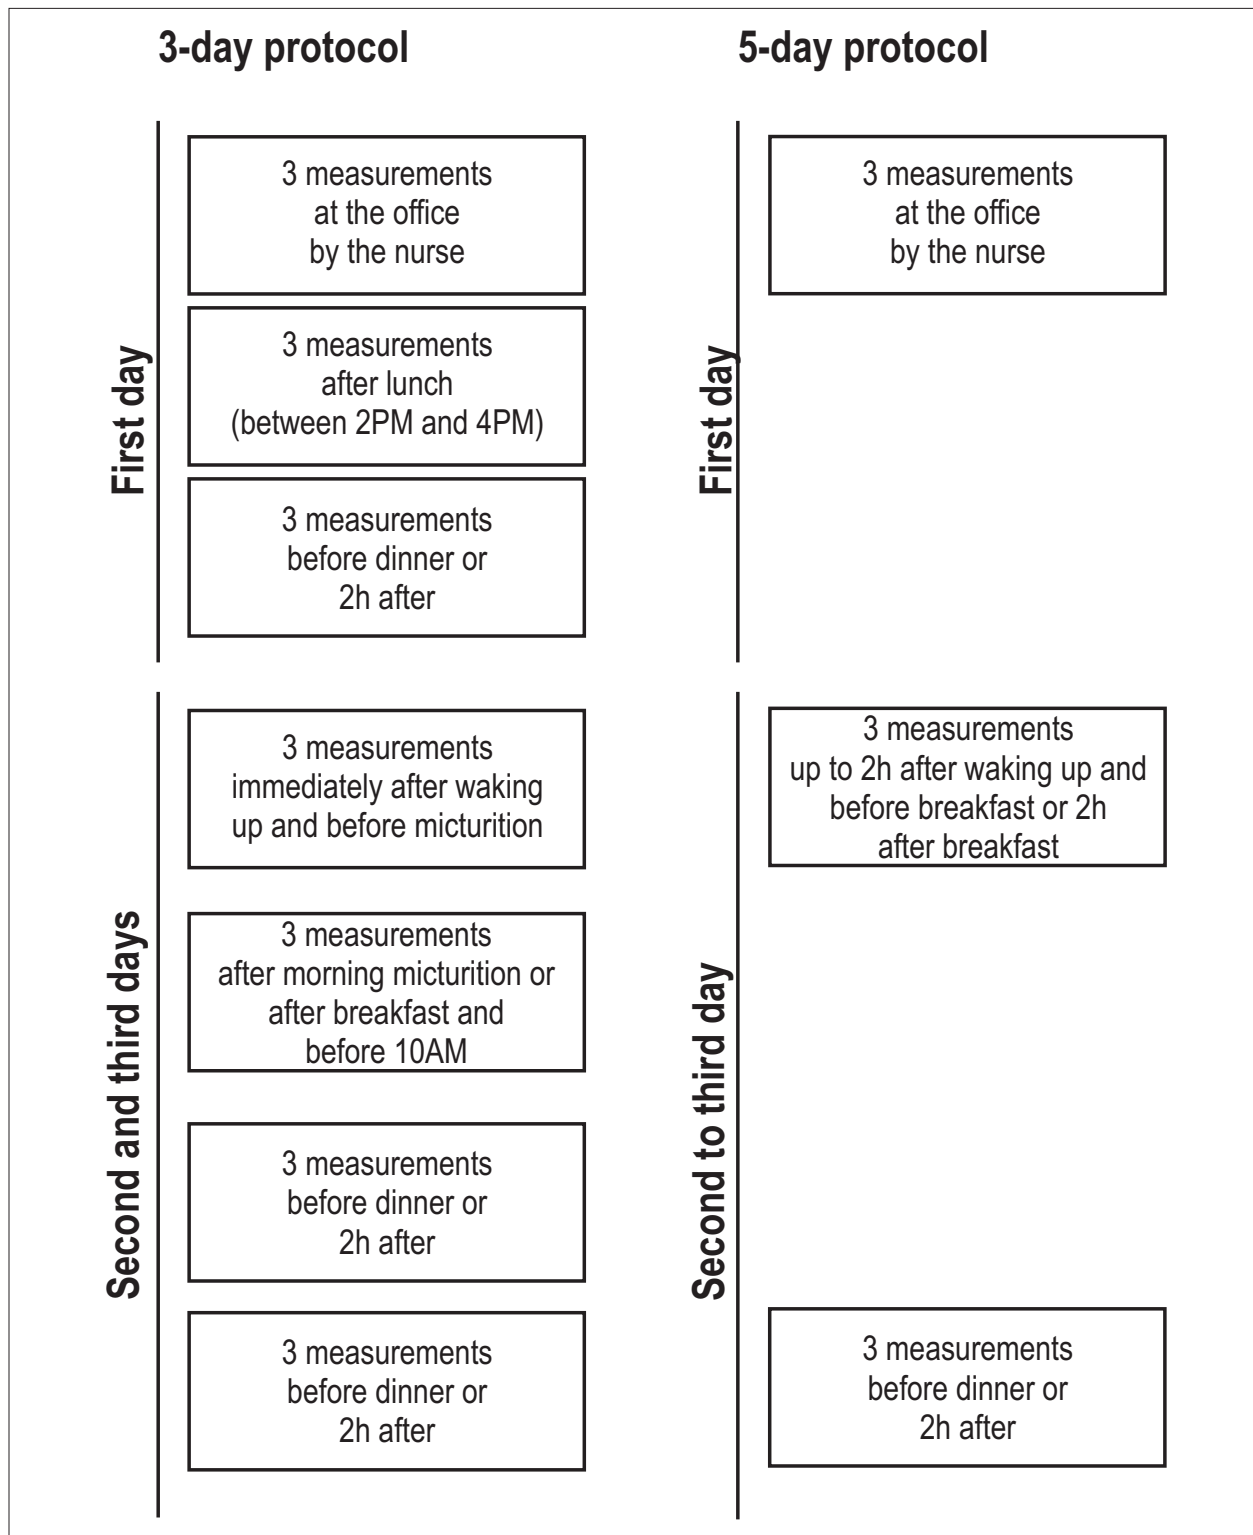 3-day protocol
First day
3 measurements
at the office
by the nurse
3 measurements
after lunch
(between 2PM and 4PM)
3 measurements
before dinner or
2h after
Second and third days
3 measurements
immediately after waking
up and before micturition
3 measurements
after morning micturition or
after breakfast and
before 10AM
3 measurements
before dinner or
2h after
3 measurements
before dinner or
2h after
5-day protocol
First day
3 measurements
at the office
by the nurse
Second to third day
3 measurements
up to 2h after waking up and
before breakfast or 2h
after breakfast
3 measurements
before dinner or
2h after